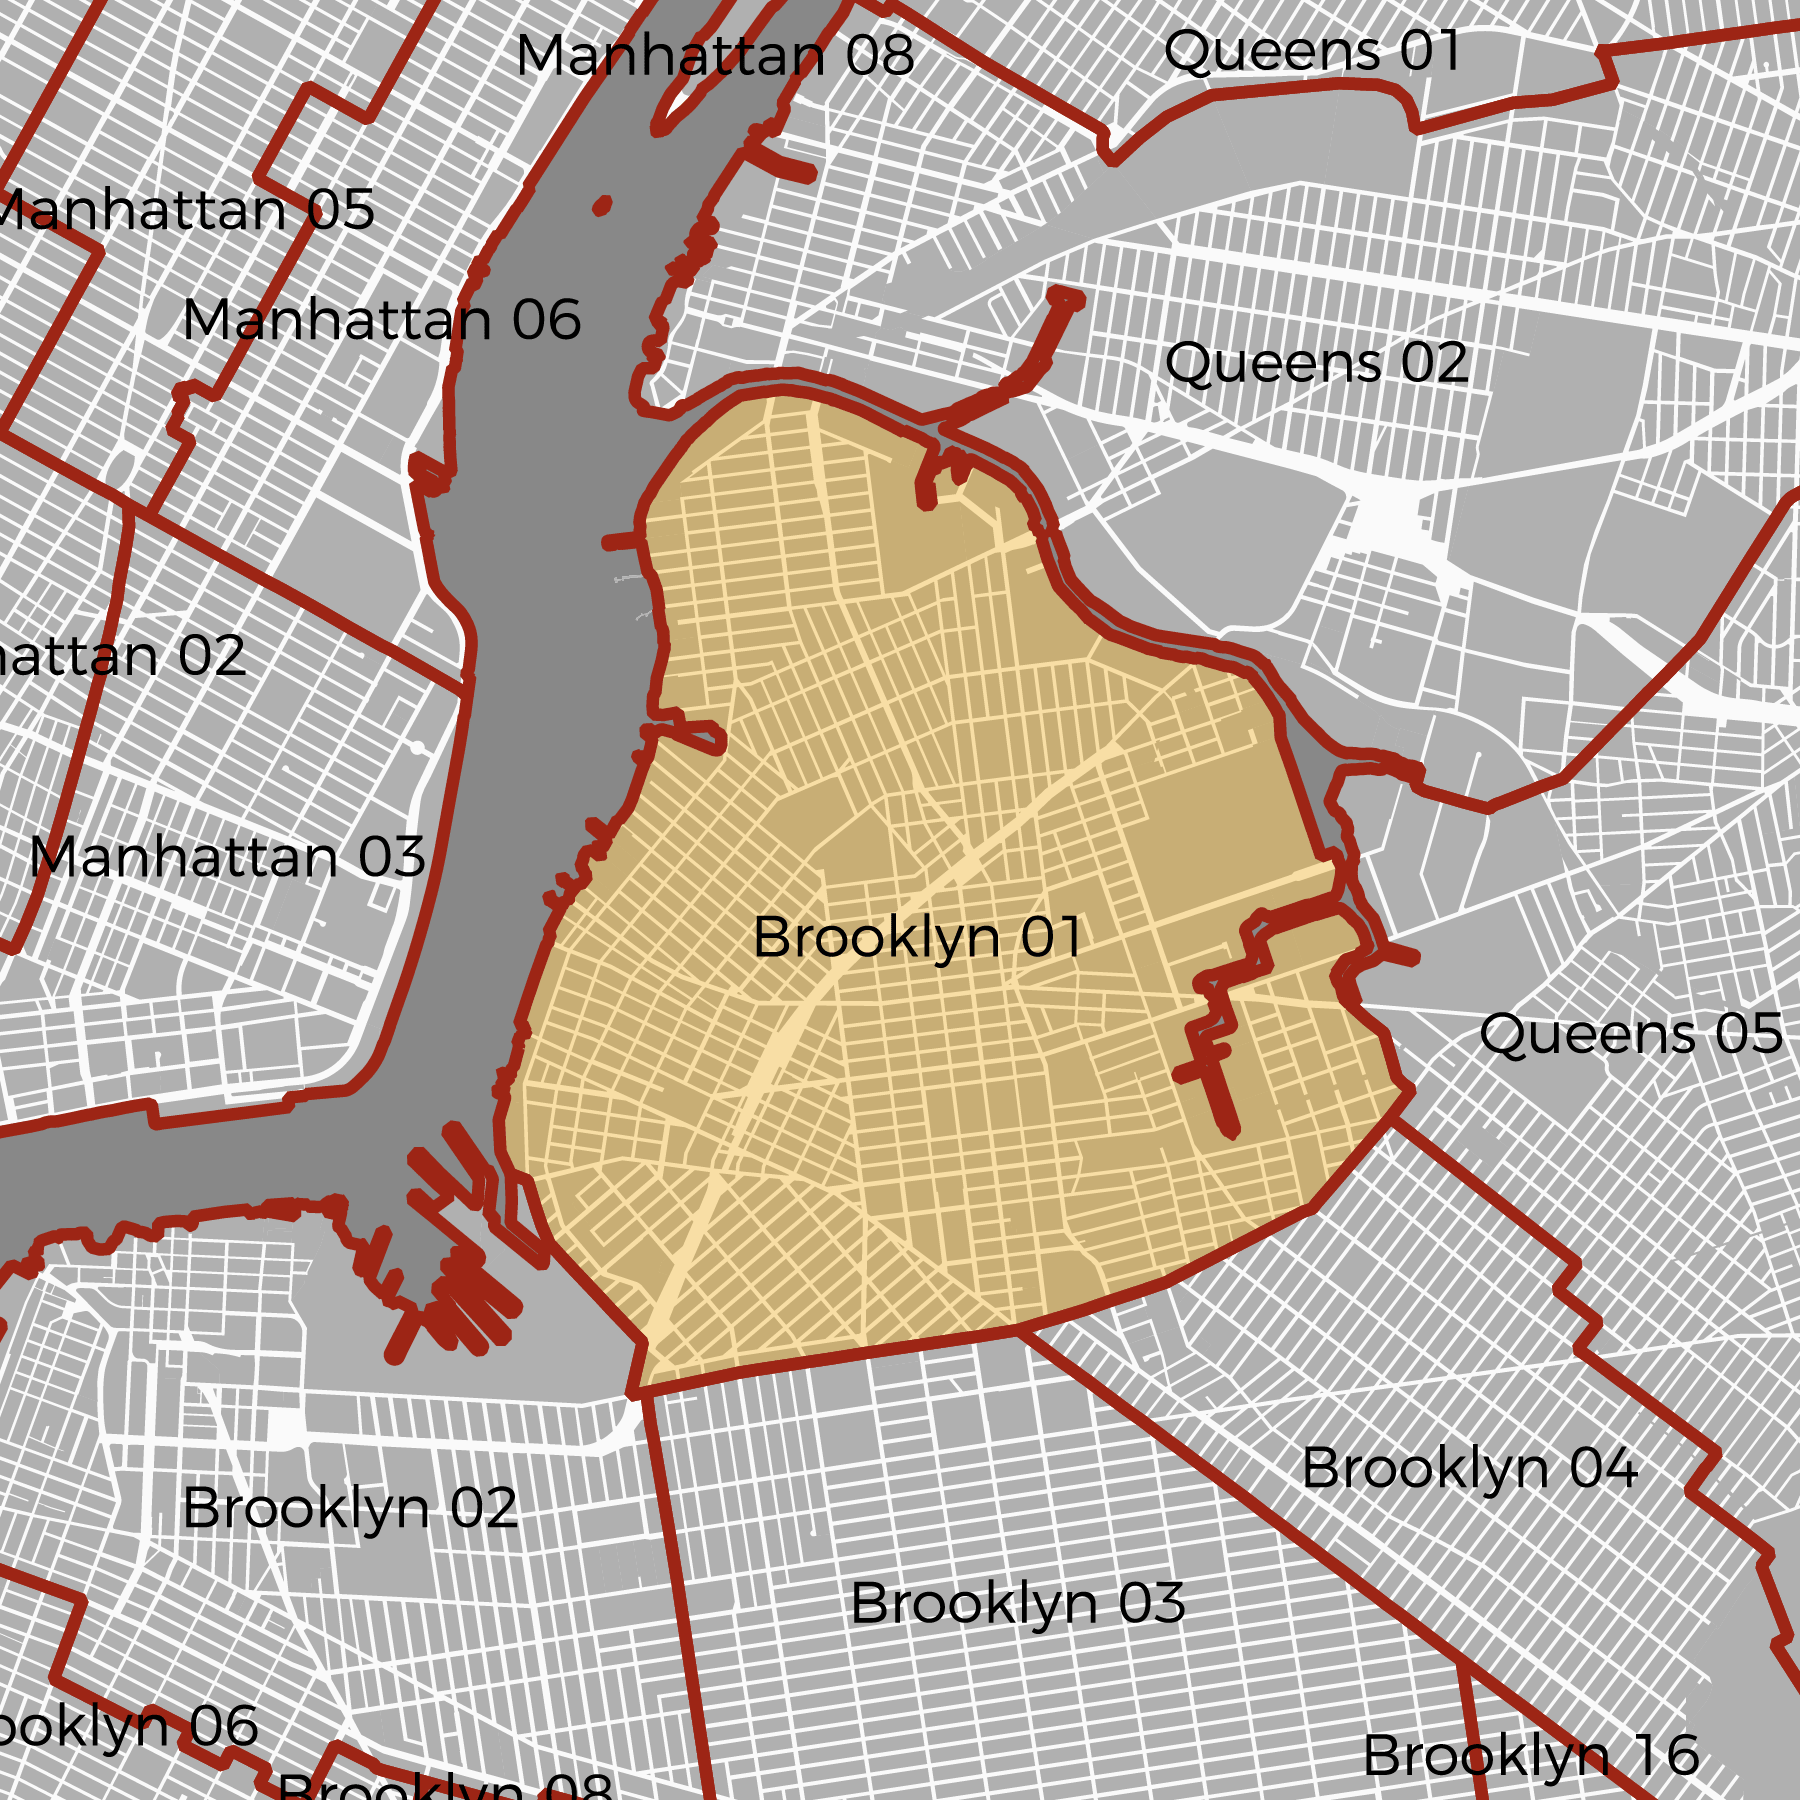 Manhattan 08
Queens 01
Manhattan 05
Manhattan 06
Queens 02
hattan 02
Manhattan 03
Brooklyn 01
Queens 05
Brooklyn 04
Brooklyn 02
Brooklyn 03
ooklyn 06
Brooklyn 16
Brooklyn 08